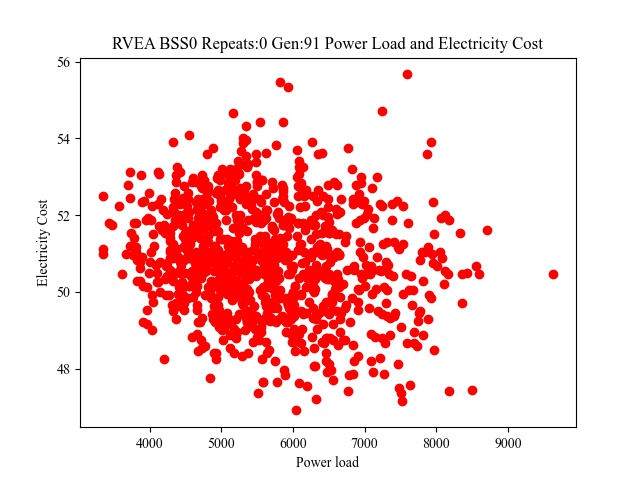 RVEA BSS0 Repeats:0 Gen:91 Power Load and Electricity Cost
56
54
52
50
48
Electricity Cost
4000 5000 6000 7000 8000 9000
Power load